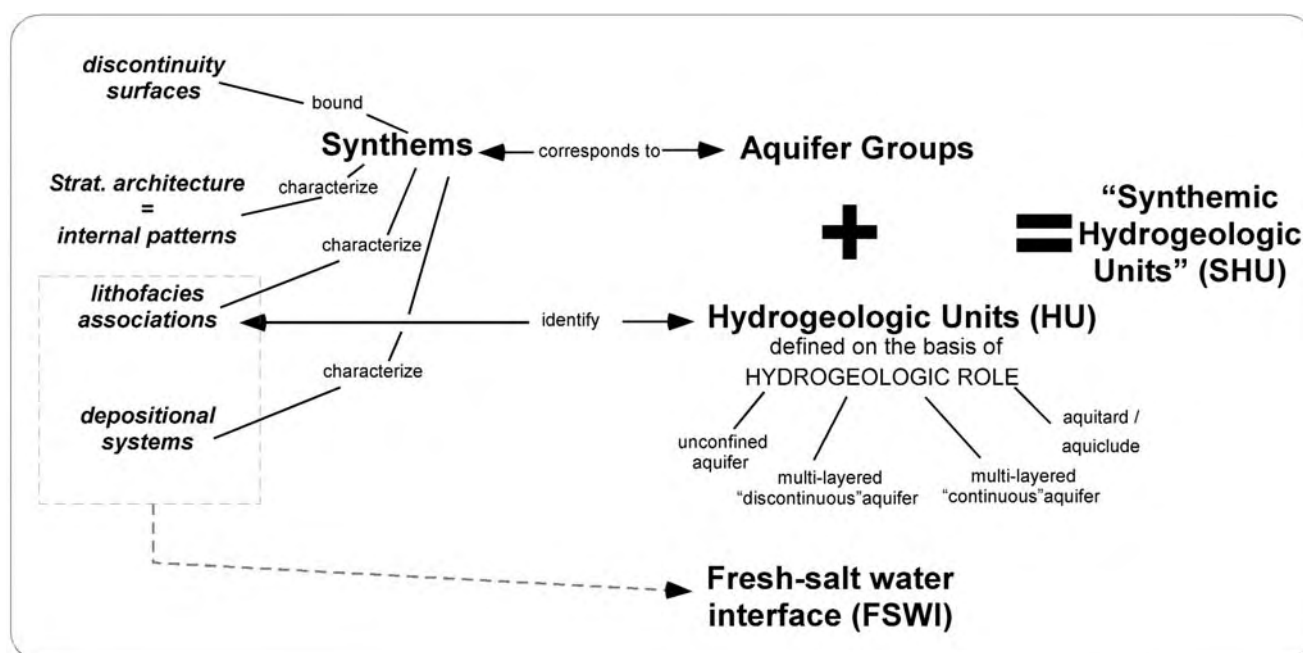 discontinuity
surfaces
bound
Synthems
corresponds to
Aquifer Groups
Strat. architecture
=
internal patterns
characterize
characterize
lithofacies
associations
characterize
depositional
systems
+
=
“Synthemic
Hydrogeologic
Units” (SHU)
identify
Hydrogeologic Units (HU)
defined on the basis of
HYDROGEOLOGIC ROLE
unconfined
aquifer
multi-layered
“discontinuous”aquifer
multi-layered
“continuous”aquifer
aquitard /
aquiclude
Fresh-salt water
interface (FSWI)